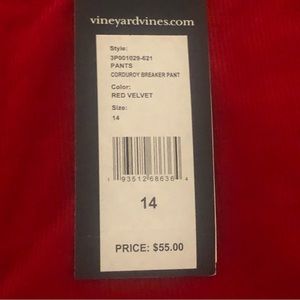 vineyardvines.com
Style:
3P001029-621
PANTS
CORDUROY BREAKER PANT
Color:
RED VELVET
Size:
14
1 93512 68636 4
14
PRICE: $55.00